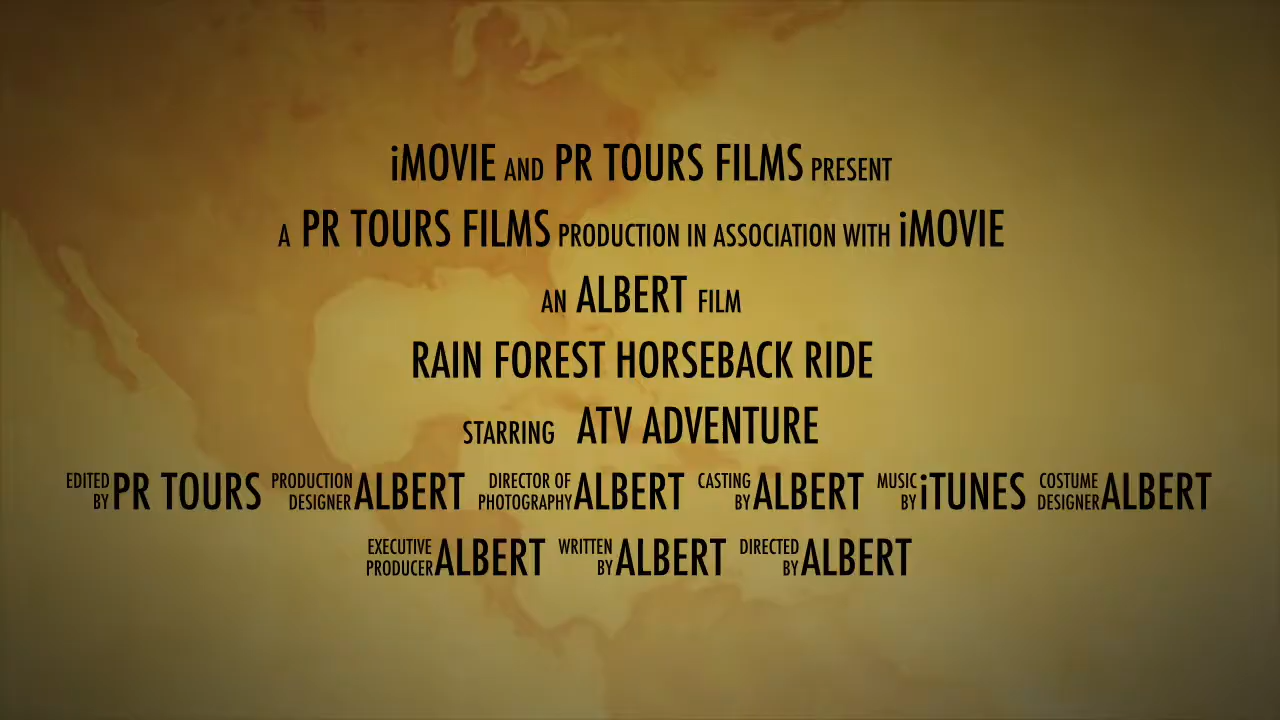 iMOVIE AND PR TOURS FILMS PRESENT
A PR TOURS FILMS PRODUCTION IN ASSOCIATION WITH iMOVIE
AN ALBERT FILM
RAIN FOREST HORSEBACK RIDE
STARRING ATV ADVENTURE
EDITED BY PR TOURS PRODUCTION DESIGNER ALBERT DIRECTOR OF PHOTOGRAPHY ALBERT CASTING BY ALBERT MUSIC BY iTUNES COSTUME DESIGNER ALBERT
EXECUTIVE PRODUCER ALBERT WRITTEN BY ALBERT DIRECTED BY ALBERT